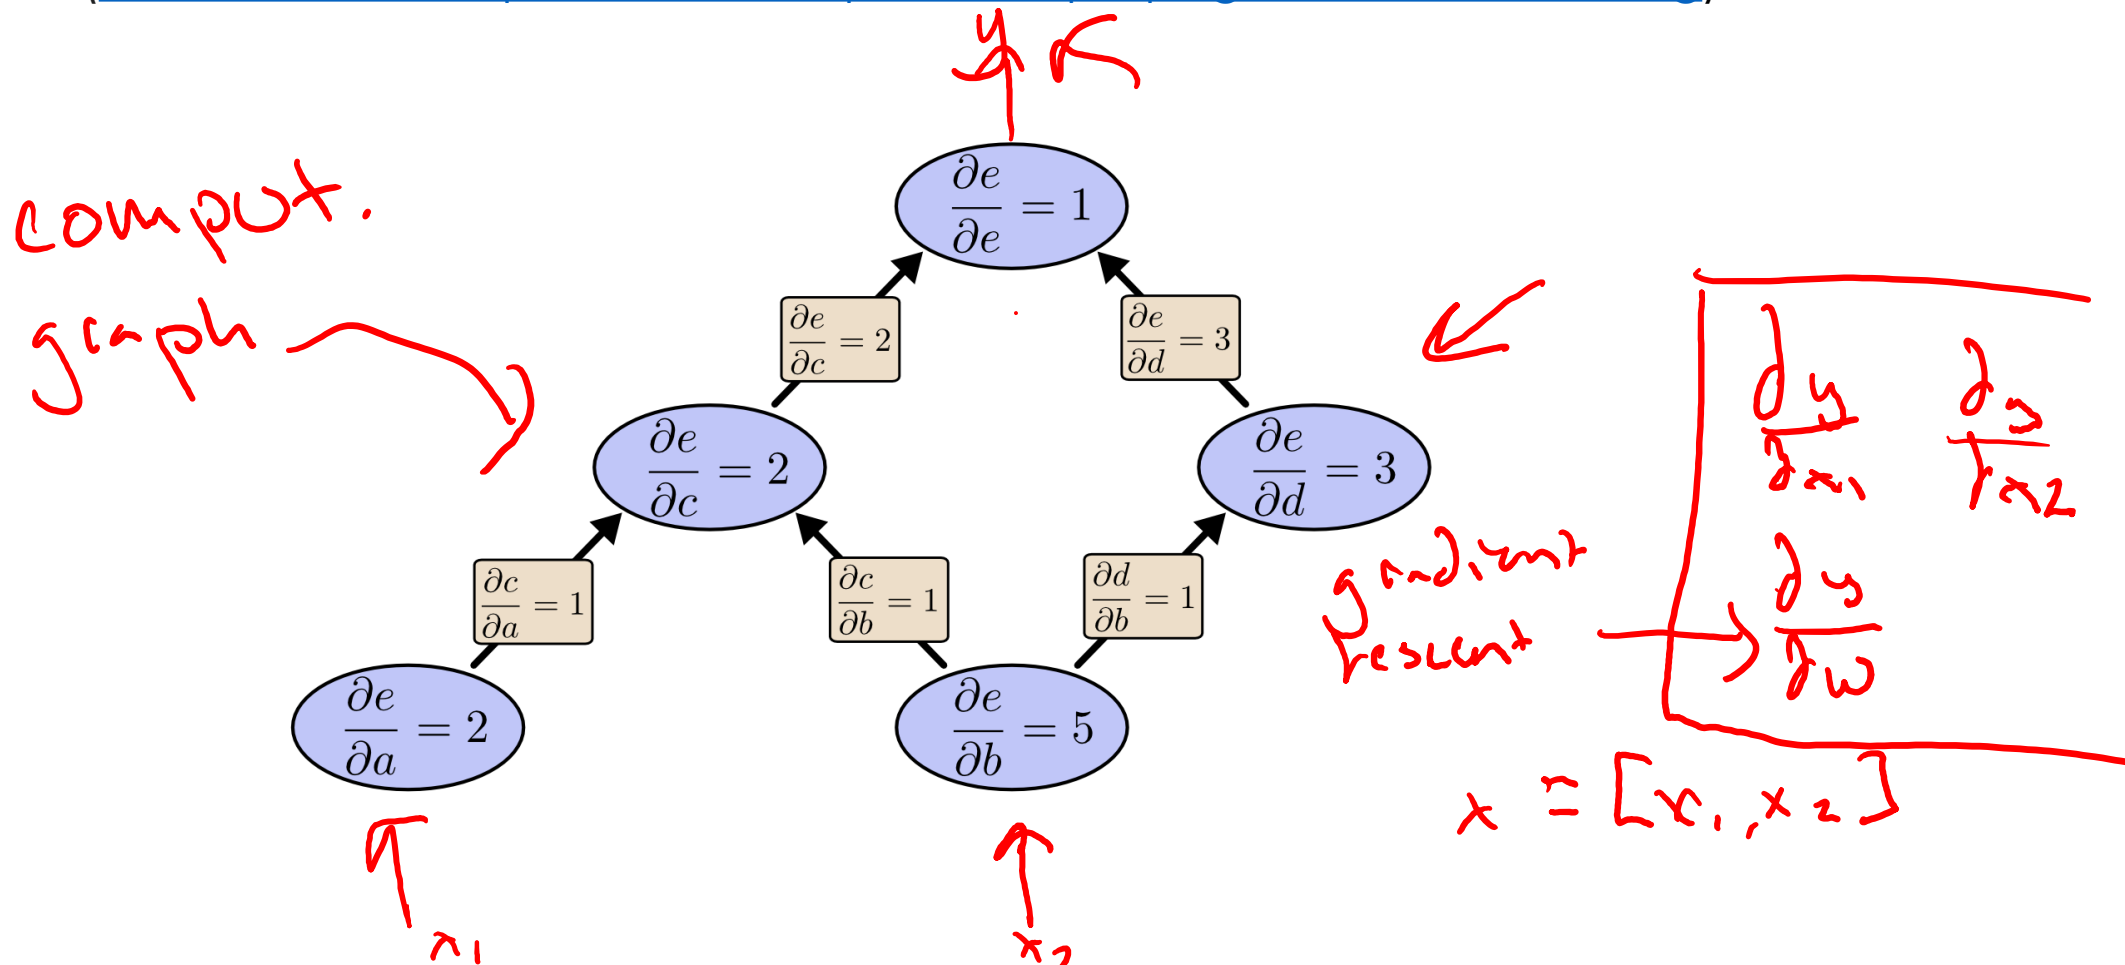 y
comput.
graph
∂e/∂e = 1
∂e/∂c = 2
∂e/∂d = 3
∂e/∂c = 2
∂e/∂d = 3
∂c/∂a = 1
∂c/∂b = 1
∂d/∂b = 1
∂e/∂a = 2
∂e/∂b = 5
x1
x2
∂y/∂x1 ∂y/∂x2
gradient
descent
∂y/∂w
x = [x1, x2]